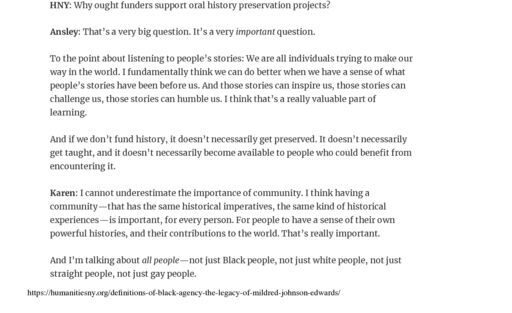 HNY: Why ought funders support oral history preservation projects?
Ansley: That’s a very big question. It’s a very important question.
To the point about listening to people’s stories: We are all individuals trying to make our
way in the world. I fundamentally think we can do better when we have a sense of what
people’s stories have been before us. And those stories can inspire us, those stories can
challenge us, those stories can humble us. I think that’s a really valuable part of
learning.
And if we don’t fund history, it doesn’t necessarily get preserved. It doesn’t necessarily
get taught, and it doesn’t necessarily become available to people who could benefit from
encountering it.
Karen: I cannot underestimate the importance of community. I think having a
community—that has the same historical imperatives, the same kind of historical
experiences—is important, for every person. For people to have a sense of their own
powerful histories, and their contributions to the world. That’s really important.
And I’m talking about all people—not just Black people, not just white people, not just
straight people, not just gay people.
https://humanitiesny.org/definitions-of-black-agency-the-legacy-of-mildred-johnson-edwards/